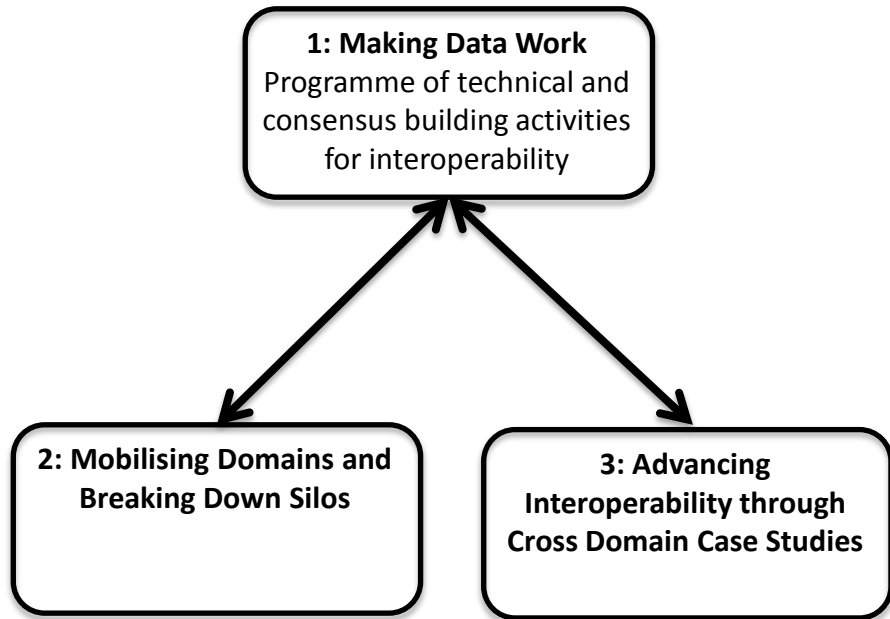 1: Making Data Work
Programme of technical and
consensus building activities
for interoperability
2: Mobilising Domains and
Breaking Down Silos
3: Advancing
Interoperability through
Cross Domain Case Studies